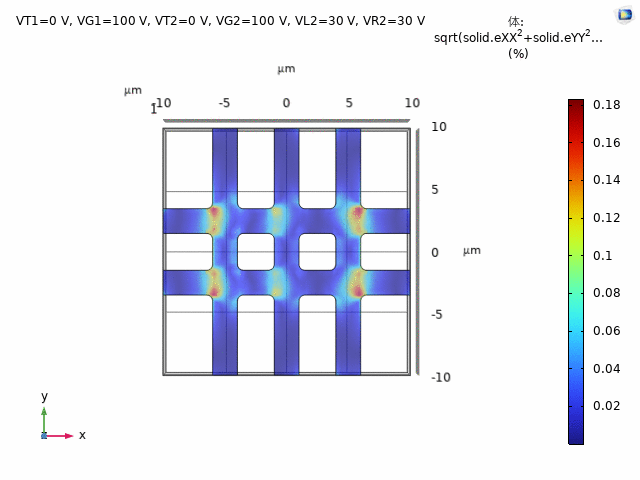 VT1=0 V, VG1=100 V, VT2=0 V, VG2=100 V, VL2=30 V, VR2=30 V
体:
sqrt(solid.eXX²+solid.eYY²...
(%)
μm
μm
-10 -5 0 5 10
1
10
5
0
-5
-10
μm
0.18
0.16
0.14
0.12
0.1
0.08
0.06
0.04
0.02
y
z x